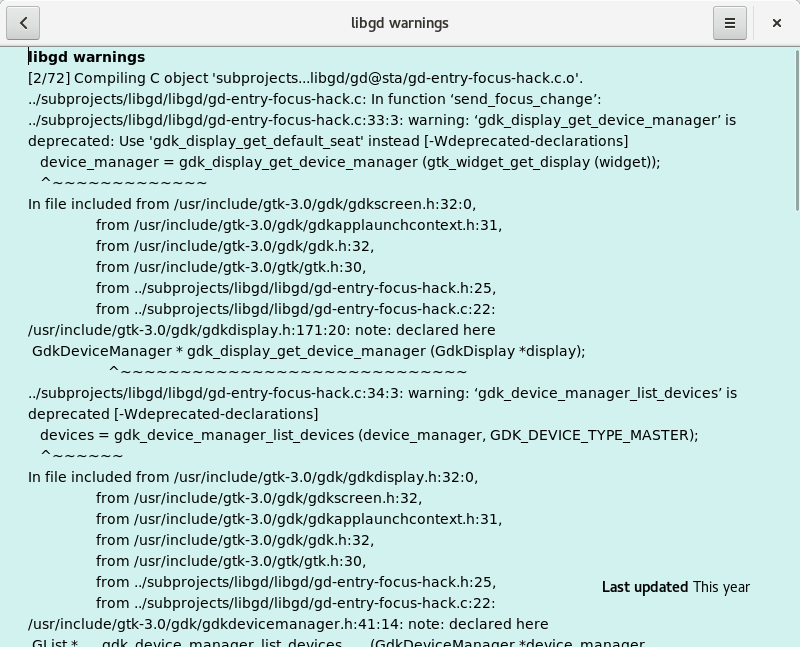 libgd warnings
libgd warnings
[2/72] Compiling C object 'subprojects...libgd/gd@sta/gd-entry-focus-hack.c.o'.
../subprojects/libgd/libgd/gd-entry-focus-hack.c: In function ‘send_focus_change’:
../subprojects/libgd/libgd/gd-entry-focus-hack.c:33:3: warning: ‘gdk_display_get_device_manager’ is
deprecated: Use 'gdk_display_get_default_seat' instead [-Wdeprecated-declarations]
device_manager = gdk_display_get_device_manager (gtk_widget_get_display (widget));
^~~~~~~~~~~~~~
In file included from /usr/include/gtk-3.0/gdk/gdkscreen.h:32:0,
from /usr/include/gtk-3.0/gdk/gdkapplaunchcontext.h:31,
from /usr/include/gtk-3.0/gdk/gdk.h:32,
from /usr/include/gtk-3.0/gtk/gtk.h:30,
from ../subprojects/libgd/libgd/gd-entry-focus-hack.h:25,
from ../subprojects/libgd/libgd/gd-entry-focus-hack.c:22:
/usr/include/gtk-3.0/gdk/gdkdisplay.h:171:20: note: declared here
GdkDeviceManager * gdk_display_get_device_manager (GdkDisplay *display);
^~~~~~~~~~~~~~~~~~~~~~~~~~~~~~
../subprojects/libgd/libgd/gd-entry-focus-hack.c:34:3: warning: ‘gdk_device_manager_list_devices’ is
deprecated [-Wdeprecated-declarations]
devices = gdk_device_manager_list_devices (device_manager, GDK_DEVICE_TYPE_MASTER);
^~~~~~~
In file included from /usr/include/gtk-3.0/gdk/gdkdisplay.h:32:0,
from /usr/include/gtk-3.0/gdk/gdkscreen.h:32,
from /usr/include/gtk-3.0/gdk/gdkapplaunchcontext.h:31,
from /usr/include/gtk-3.0/gdk/gdk.h:32,
from /usr/include/gtk-3.0/gtk/gtk.h:30,
from ../subprojects/libgd/libgd/gd-entry-focus-hack.h:25,
from ../subprojects/libgd/libgd/gd-entry-focus-hack.c:22:
Last updated This year
/usr/include/gtk-3.0/gdk/gdkdevicemanager.h:41:14: note: declared here
GList * gdk_device_manager_list_devices (GdkDeviceManager *device_manager